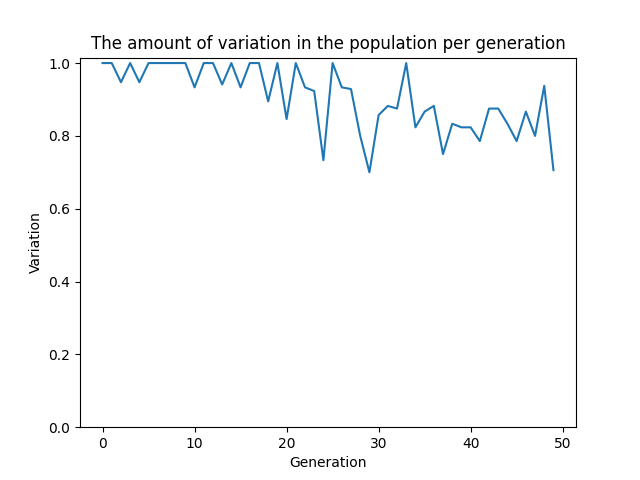 The amount of variation in the population per generation
1.0
0.8
0.6
0.4
0.2
0.0
Variation
0 10 20 30 40 50
Generation